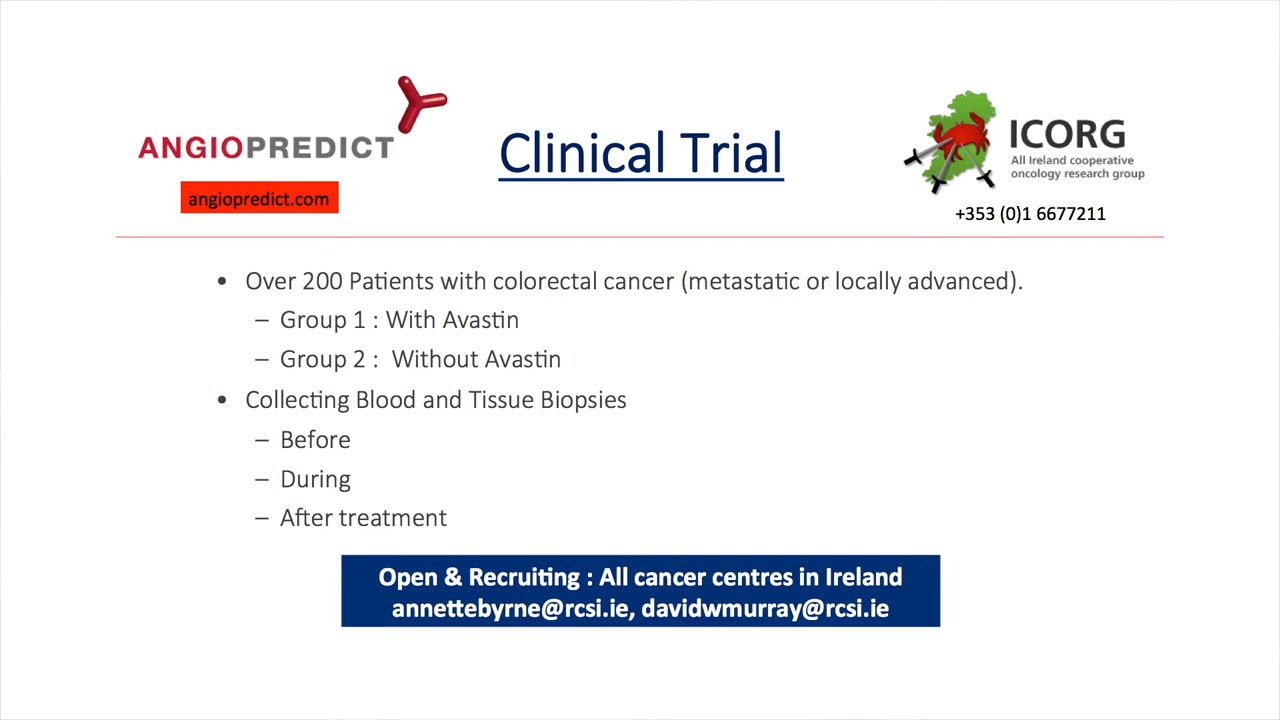 ANGIOPREDICT
angiopredict.com
Clinical Trial
ICORG
All Ireland cooperative
oncology research group
+353 (0)1 6677211
• Over 200 Patients with colorectal cancer (metastatic or locally advanced).
– Group 1 : With Avastin
– Group 2 : Without Avastin
• Collecting Blood and Tissue Biopsies
– Before
– During
– After treatment
Open & Recruiting : All cancer centres in Ireland
annettebyrne@rcsi.ie, davidwmurray@rcsi.ie